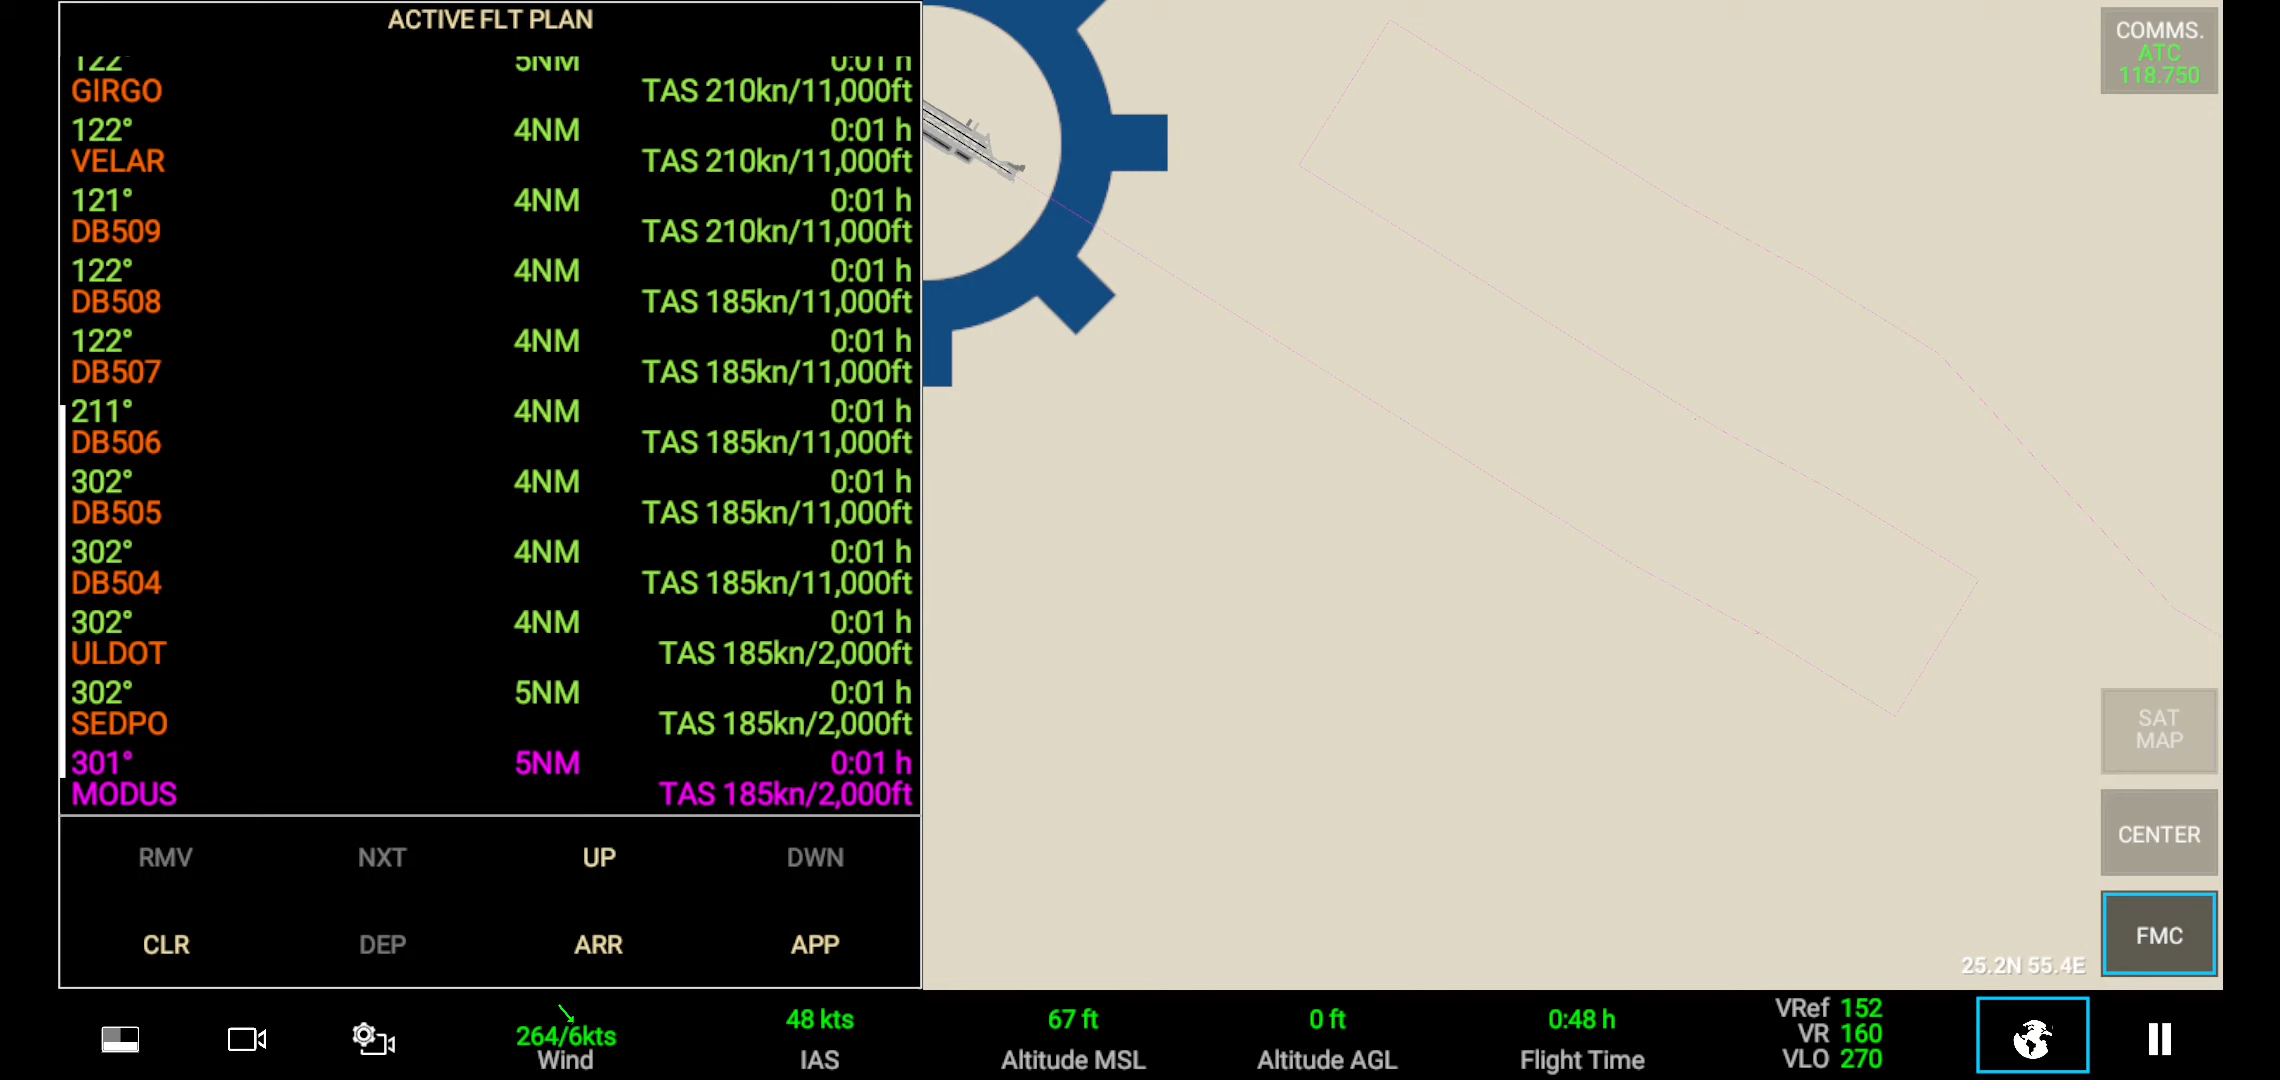 ACTIVE FLT PLAN
122° 5NM 0:01 h
GIRGO TAS 210kn/11,000ft
122° 4NM 0:01 h
VELAR TAS 210kn/11,000ft
121° 4NM 0:01 h
DB509 TAS 210kn/11,000ft
122° 4NM 0:01 h
DB508 TAS 185kn/11,000ft
122° 4NM 0:01 h
DB507 TAS 185kn/11,000ft
211° 4NM 0:01 h
DB506 TAS 185kn/11,000ft
302° 4NM 0:01 h
DB505 TAS 185kn/11,000ft
302° 4NM 0:01 h
DB504 TAS 185kn/11,000ft
302° 4NM 0:01 h
ULDOT TAS 185kn/2,000ft
302° 5NM 0:01 h
SEDPO TAS 185kn/2,000ft
301° 5NM 0:01 h
MODUS TAS 185kn/2,000ft
RMV NXT UP DWN
CLR DEP ARR APP
COMMS.
ATC
118.750
SAT
MAP
CENTER
FMC
25.2N 55.4E
264/6kts
Wind
48 kts
IAS
67 ft
Altitude MSL
0 ft
Altitude AGL
0:48 h
Flight Time
VRef 152
VR 160
VLO 270